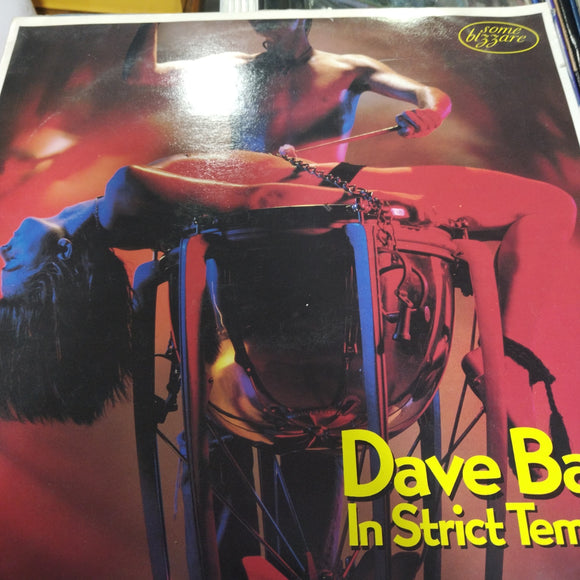 some
bizzare
Dave Ba
In Strict Tem